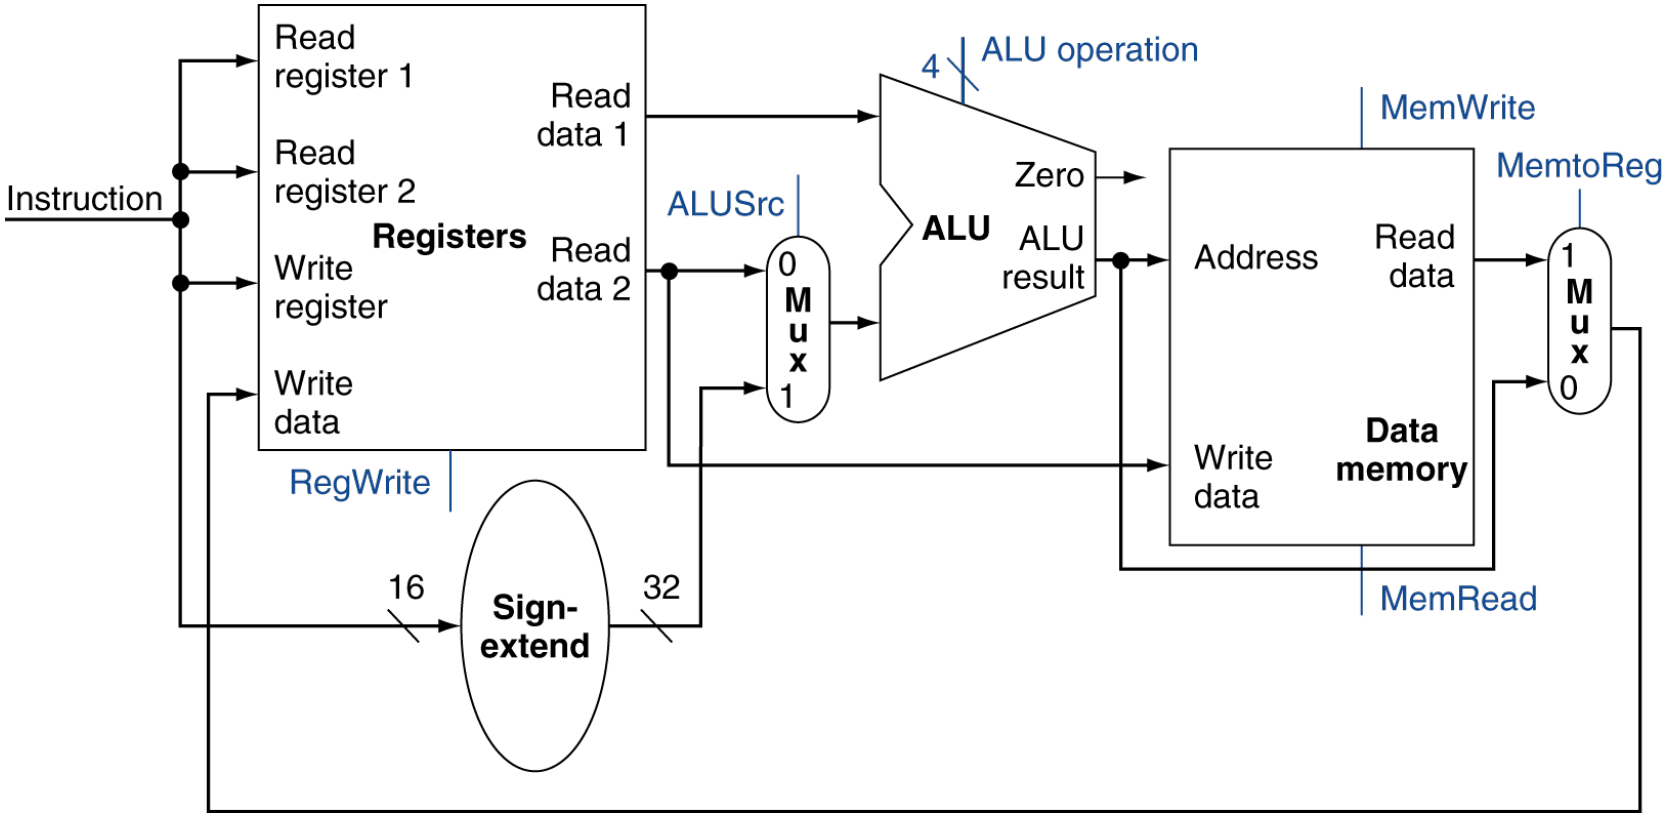 Instruction
Read
register 1
Read
register 2
Write
register
Write
data
Registers
Read
data 1
Read
data 2
RegWrite
16
Sign-
extend
32
ALUSrc
0
M
u
x
1
4
ALU operation
ALU
Zero
ALU
result
MemWrite
Address
Read
data
Write
data
Data
memory
MemRead
MemtoReg
1
M
u
x
0